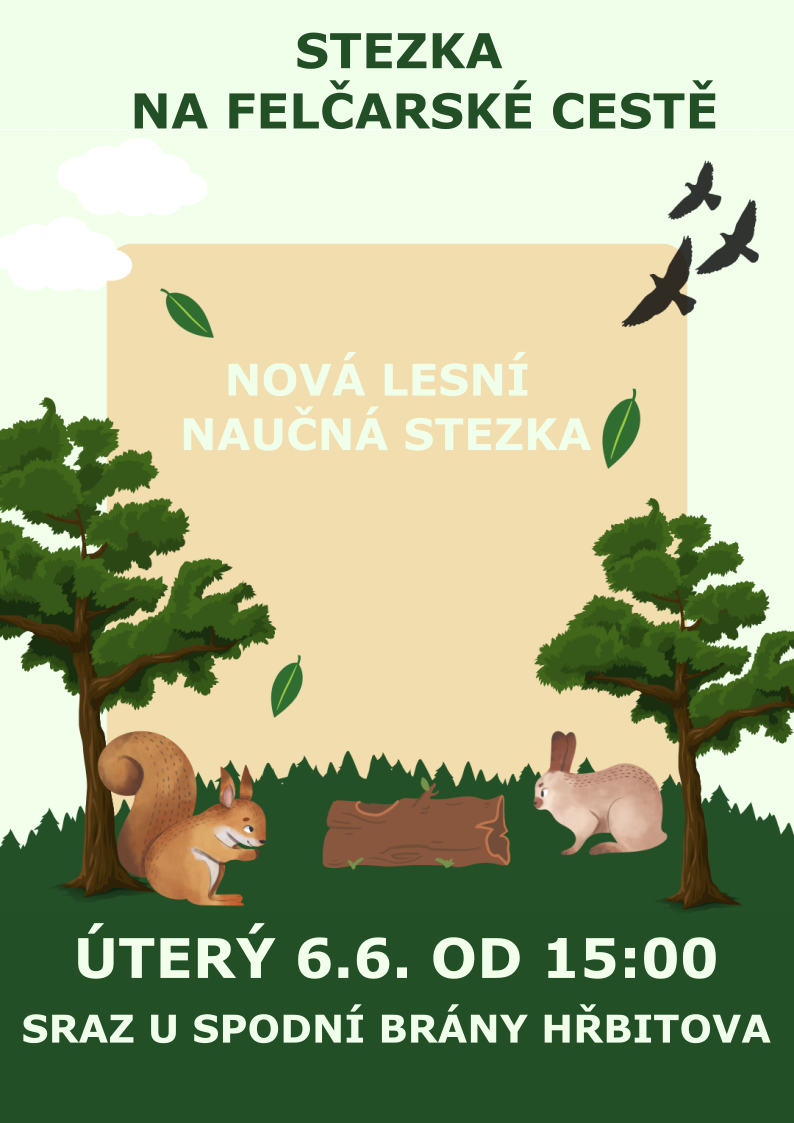 STEZKA
NA FELČARSKÉ CESTĚ
NOVÁ LESNÍ
NAUČNÁ STEZKA
ÚTERÝ 6.6. OD 15:00
SRAZ U SPODNÍ BRÁNY HŘBITOVA